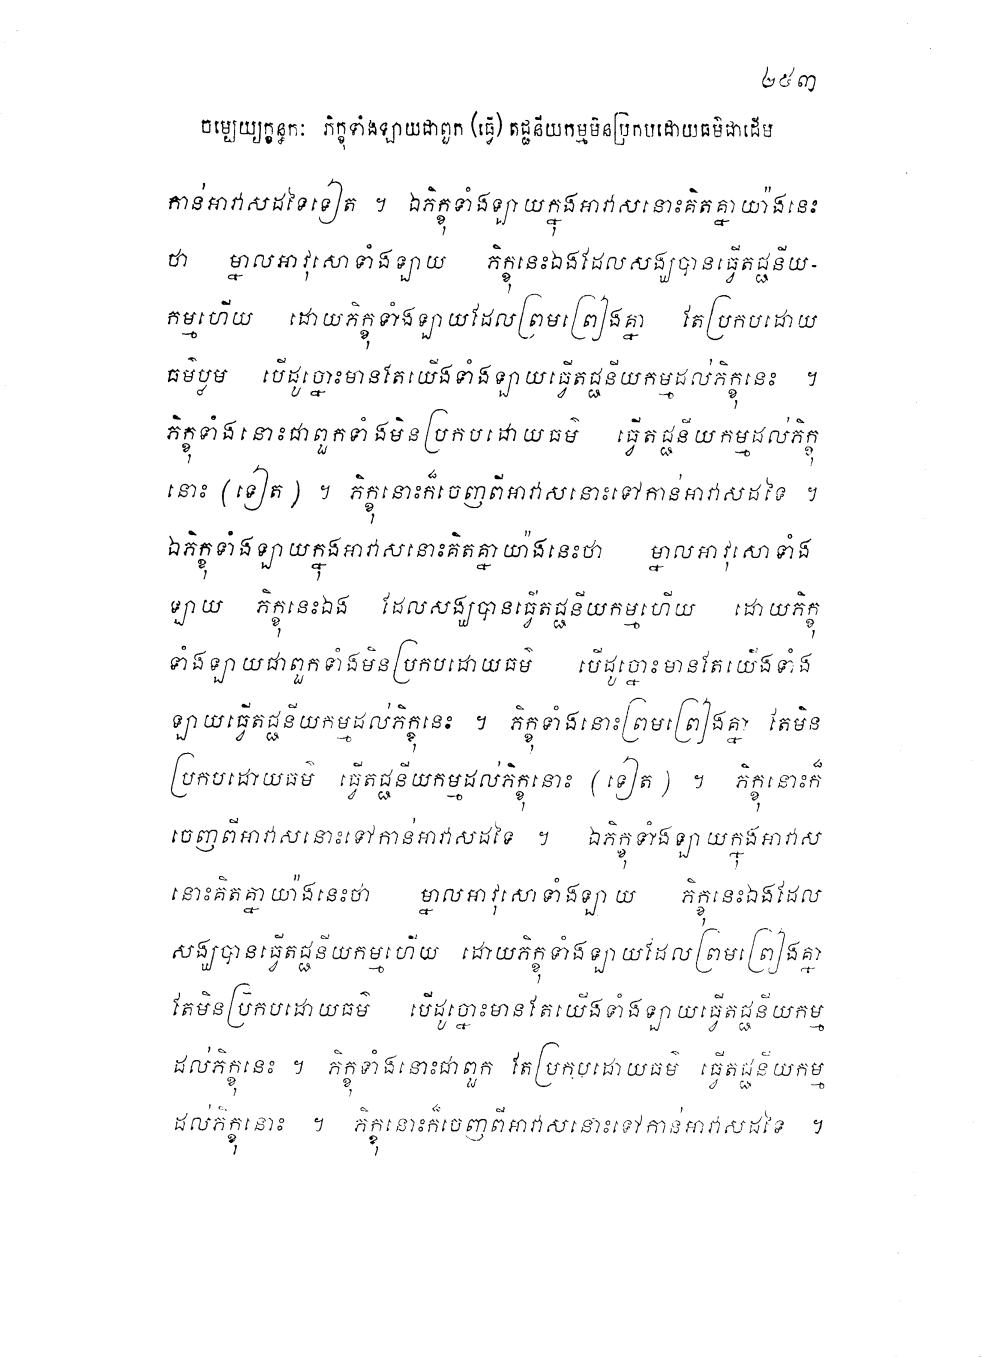 ២៥៣
ចម្បេយ្យក្ខន្ធកៈ ភិក្ខុទាំងឡាយជាពួក (ធ្វើ) តជ្ជនីយកម្មមិនប្រកបដោយធម៌ជាដើម
កាន់អាវាសដទៃទៀត ។ ឯភិក្ខុទាំងឡាយក្នុងអាវាសនោះគិតគ្នាយ៉ាងនេះ
ថា ម្នាលអាវុសោទាំងឡាយ ភិក្ខុនេះឯងដែលសង្ឃបានធ្វើតជ្ជនីយ-
កម្មហើយ ដោយភិក្ខុទាំងឡាយដែលព្រមព្រៀងគ្នា តែប្រកបដោយ
ធម៌ប្លម បើដូច្នោះមានតែយើងទាំងឡាយធ្វើតជ្ជនីយកម្មដល់ភិក្ខុនេះ ។
ភិក្ខុទាំងនោះជាពួកទាំងមិនប្រកបដោយធម៌ ធ្វើតជ្ជនីយកម្មដល់ភិក្ខុ
នោះ (ទៀត) ។ ភិក្ខុនោះក៏ចេញពីអាវាសនោះទៅកាន់អាវាសដទៃ ។
ឯភិក្ខុទាំងឡាយក្នុងអាវាសនោះគិតគ្នាយ៉ាងនេះថា ម្នាលអាវុសោទាំង
ឡាយ ភិក្ខុនេះឯង ដែលសង្ឃបានធ្វើតជ្ជនីយកម្មហើយ ដោយភិក្ខុ
ទាំងឡាយជាពួកទាំងមិនប្រកបដោយធម៌ បើដូច្នោះមានតែយើងទាំង
ឡាយធ្វើតជ្ជនីយកម្មដល់ភិក្ខុនេះ ។ ភិក្ខុទាំងនោះព្រមព្រៀងគ្នា តែមិន
ប្រកបដោយធម៌ ធ្វើតជ្ជនីយកម្មដល់ភិក្ខុនោះ (ទៀត) ។ ភិក្ខុនោះក៏
ចេញពីអាវាសនោះទៅកាន់អាវាសដទៃ ។ ឯភិក្ខុទាំងឡាយក្នុងអាវាស
នោះគិតគ្នាយ៉ាងនេះថា ម្នាលអាវុសោទាំងឡាយ ភិក្ខុនេះឯងដែល
សង្ឃបានធ្វើតជ្ជនីយកម្មហើយ ដោយភិក្ខុទាំងឡាយដែលព្រមព្រៀងគ្នា
តែមិនប្រកបដោយធម៌ បើដូច្នោះមានតែយើងទាំងឡាយធ្វើតជ្ជនីយកម្ម
ដល់ភិក្ខុនេះ ។ ភិក្ខុទាំងនោះជាពួក តែប្រកបដោយធម៌ ធ្វើតជ្ជនីយកម្ម
ដល់ភិក្ខុនោះ ។ ភិក្ខុនោះក៏ចេញពីអាវាសនោះទៅកាន់អាវាសដទៃ ។